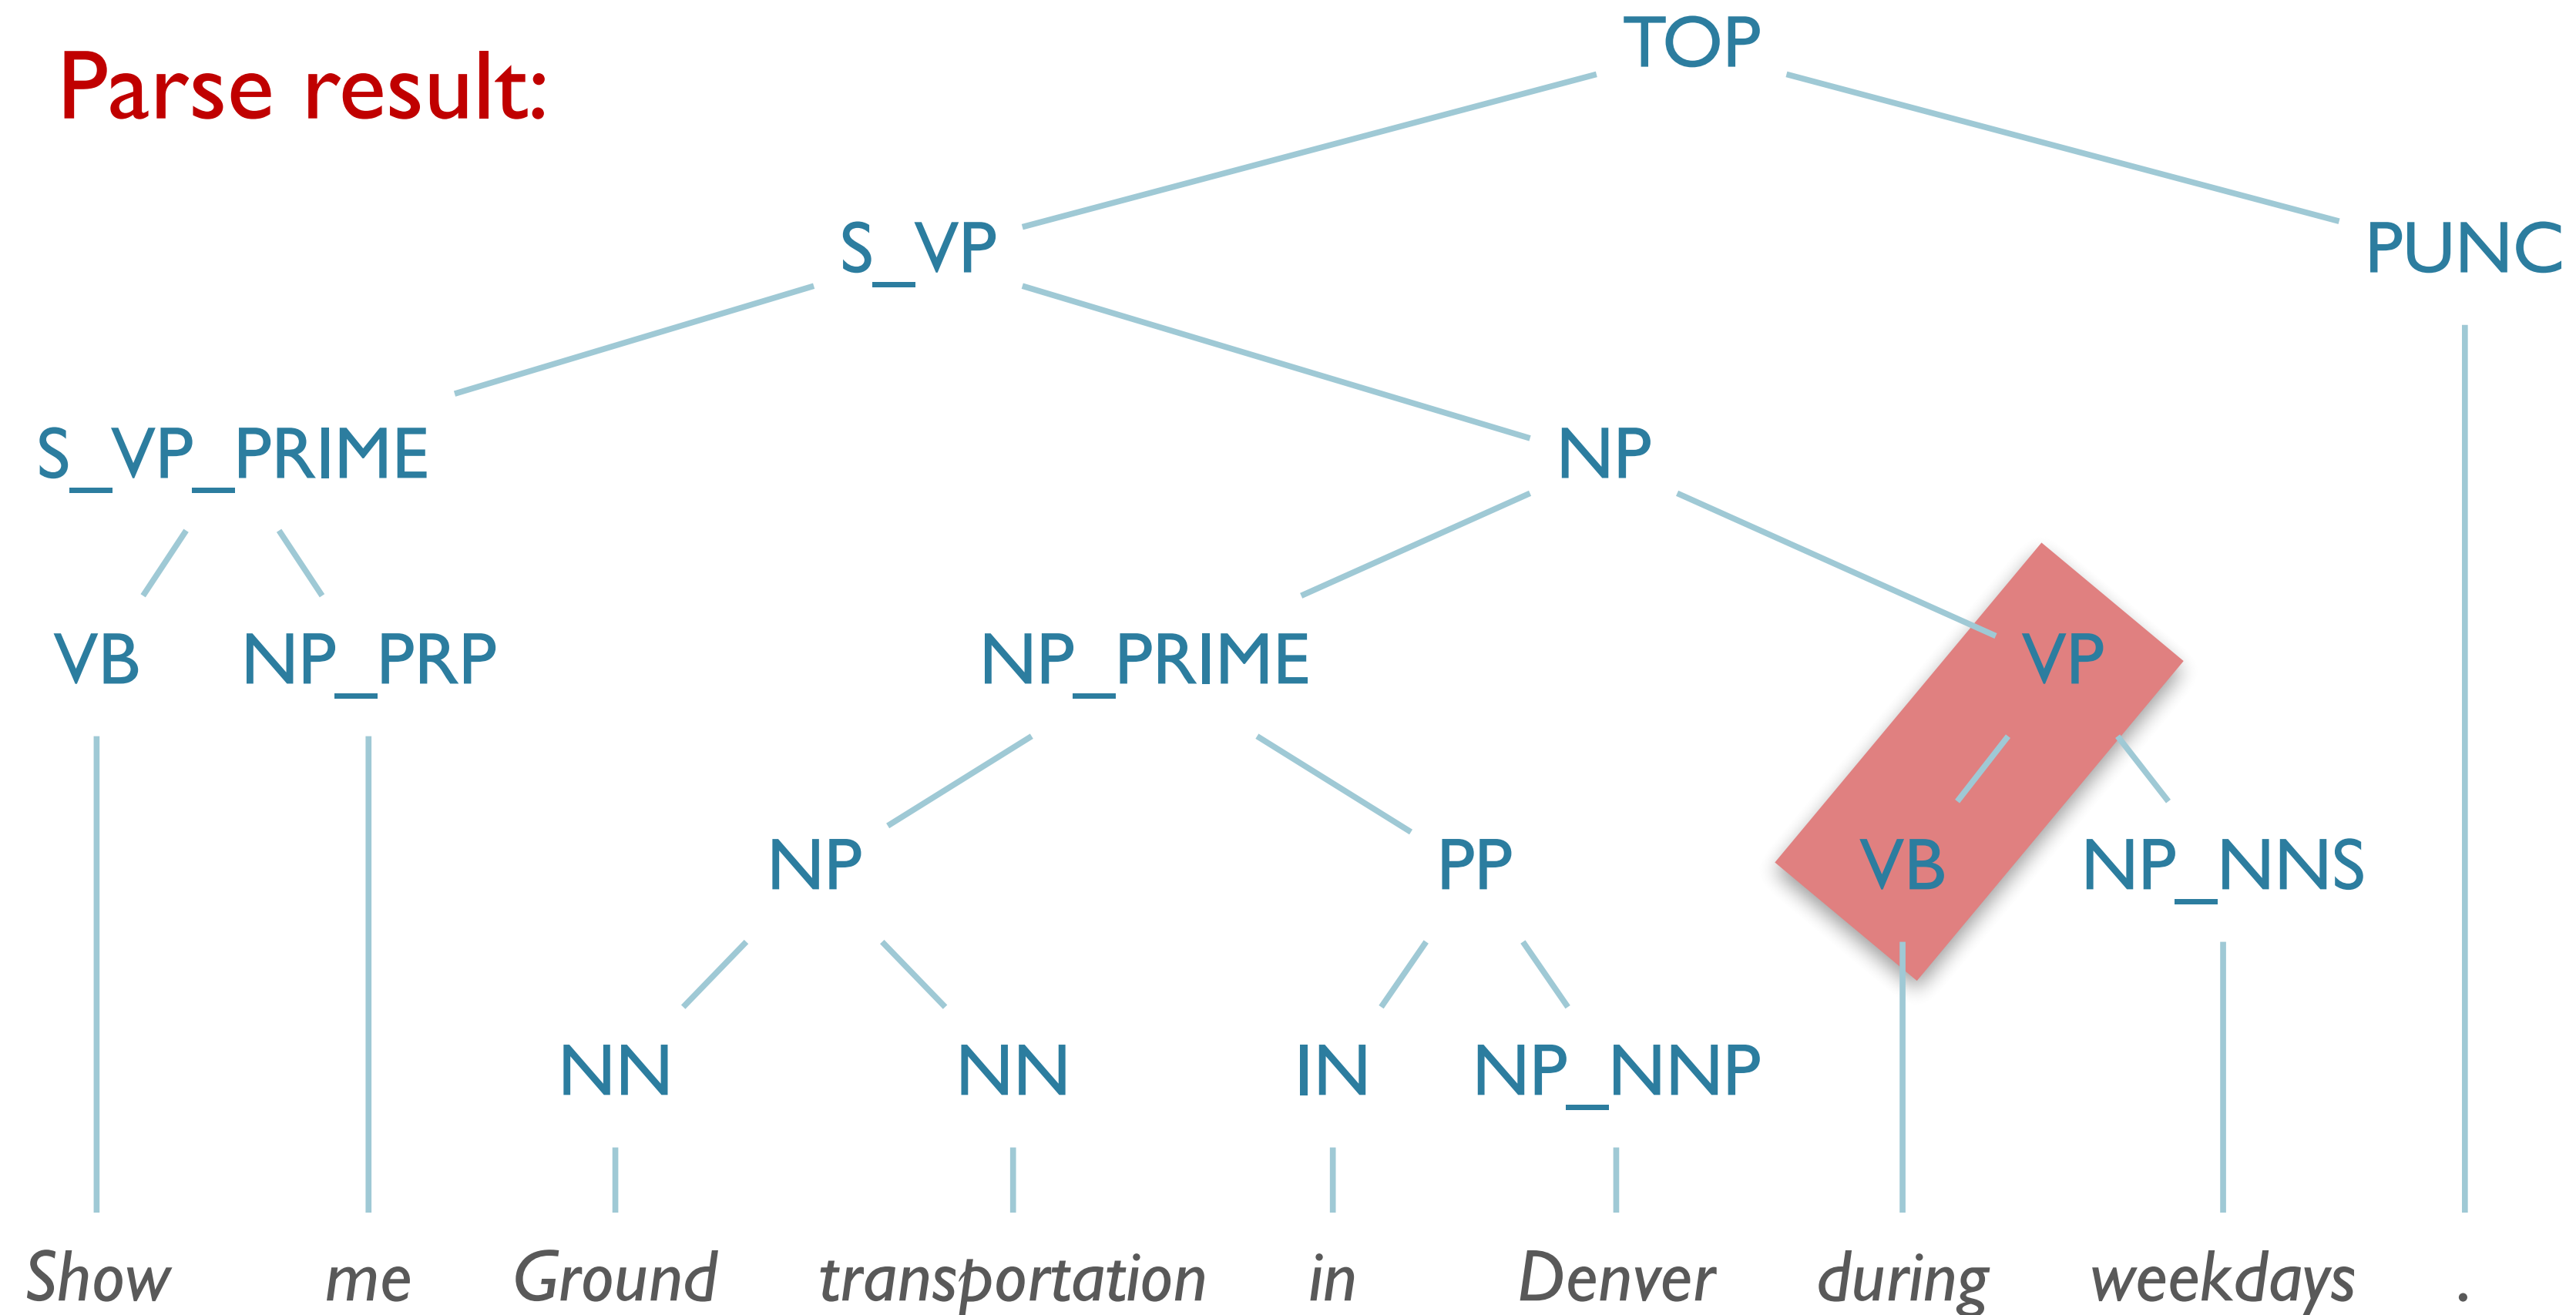 TOP
Parse result:
S_VP PUNC
S_VP_PRIME NP
VB NP_PRP NP_PRIME VP
NP PP VB NP_NNS
NN NN IN NP_NNP
Show me Ground transportation in Denver during weekdays .